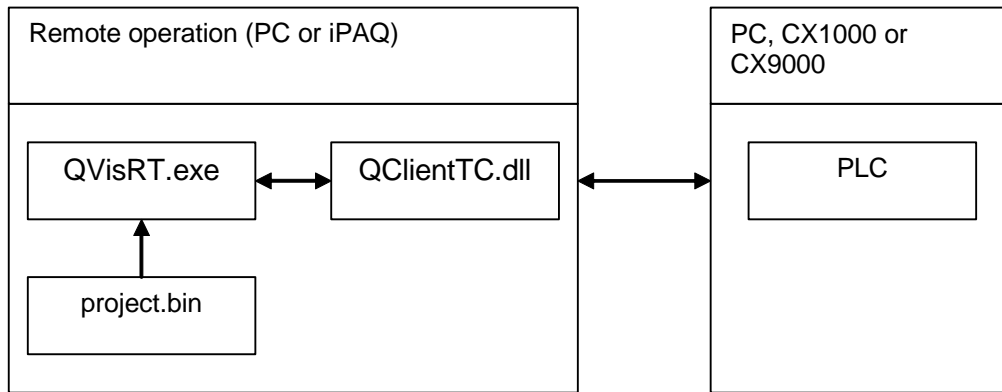 Remote operation (PC or iPAQ)
PC, CX1000 or
CX9000
QVisRT.exe
QClientTC.dll
PLC
project.bin